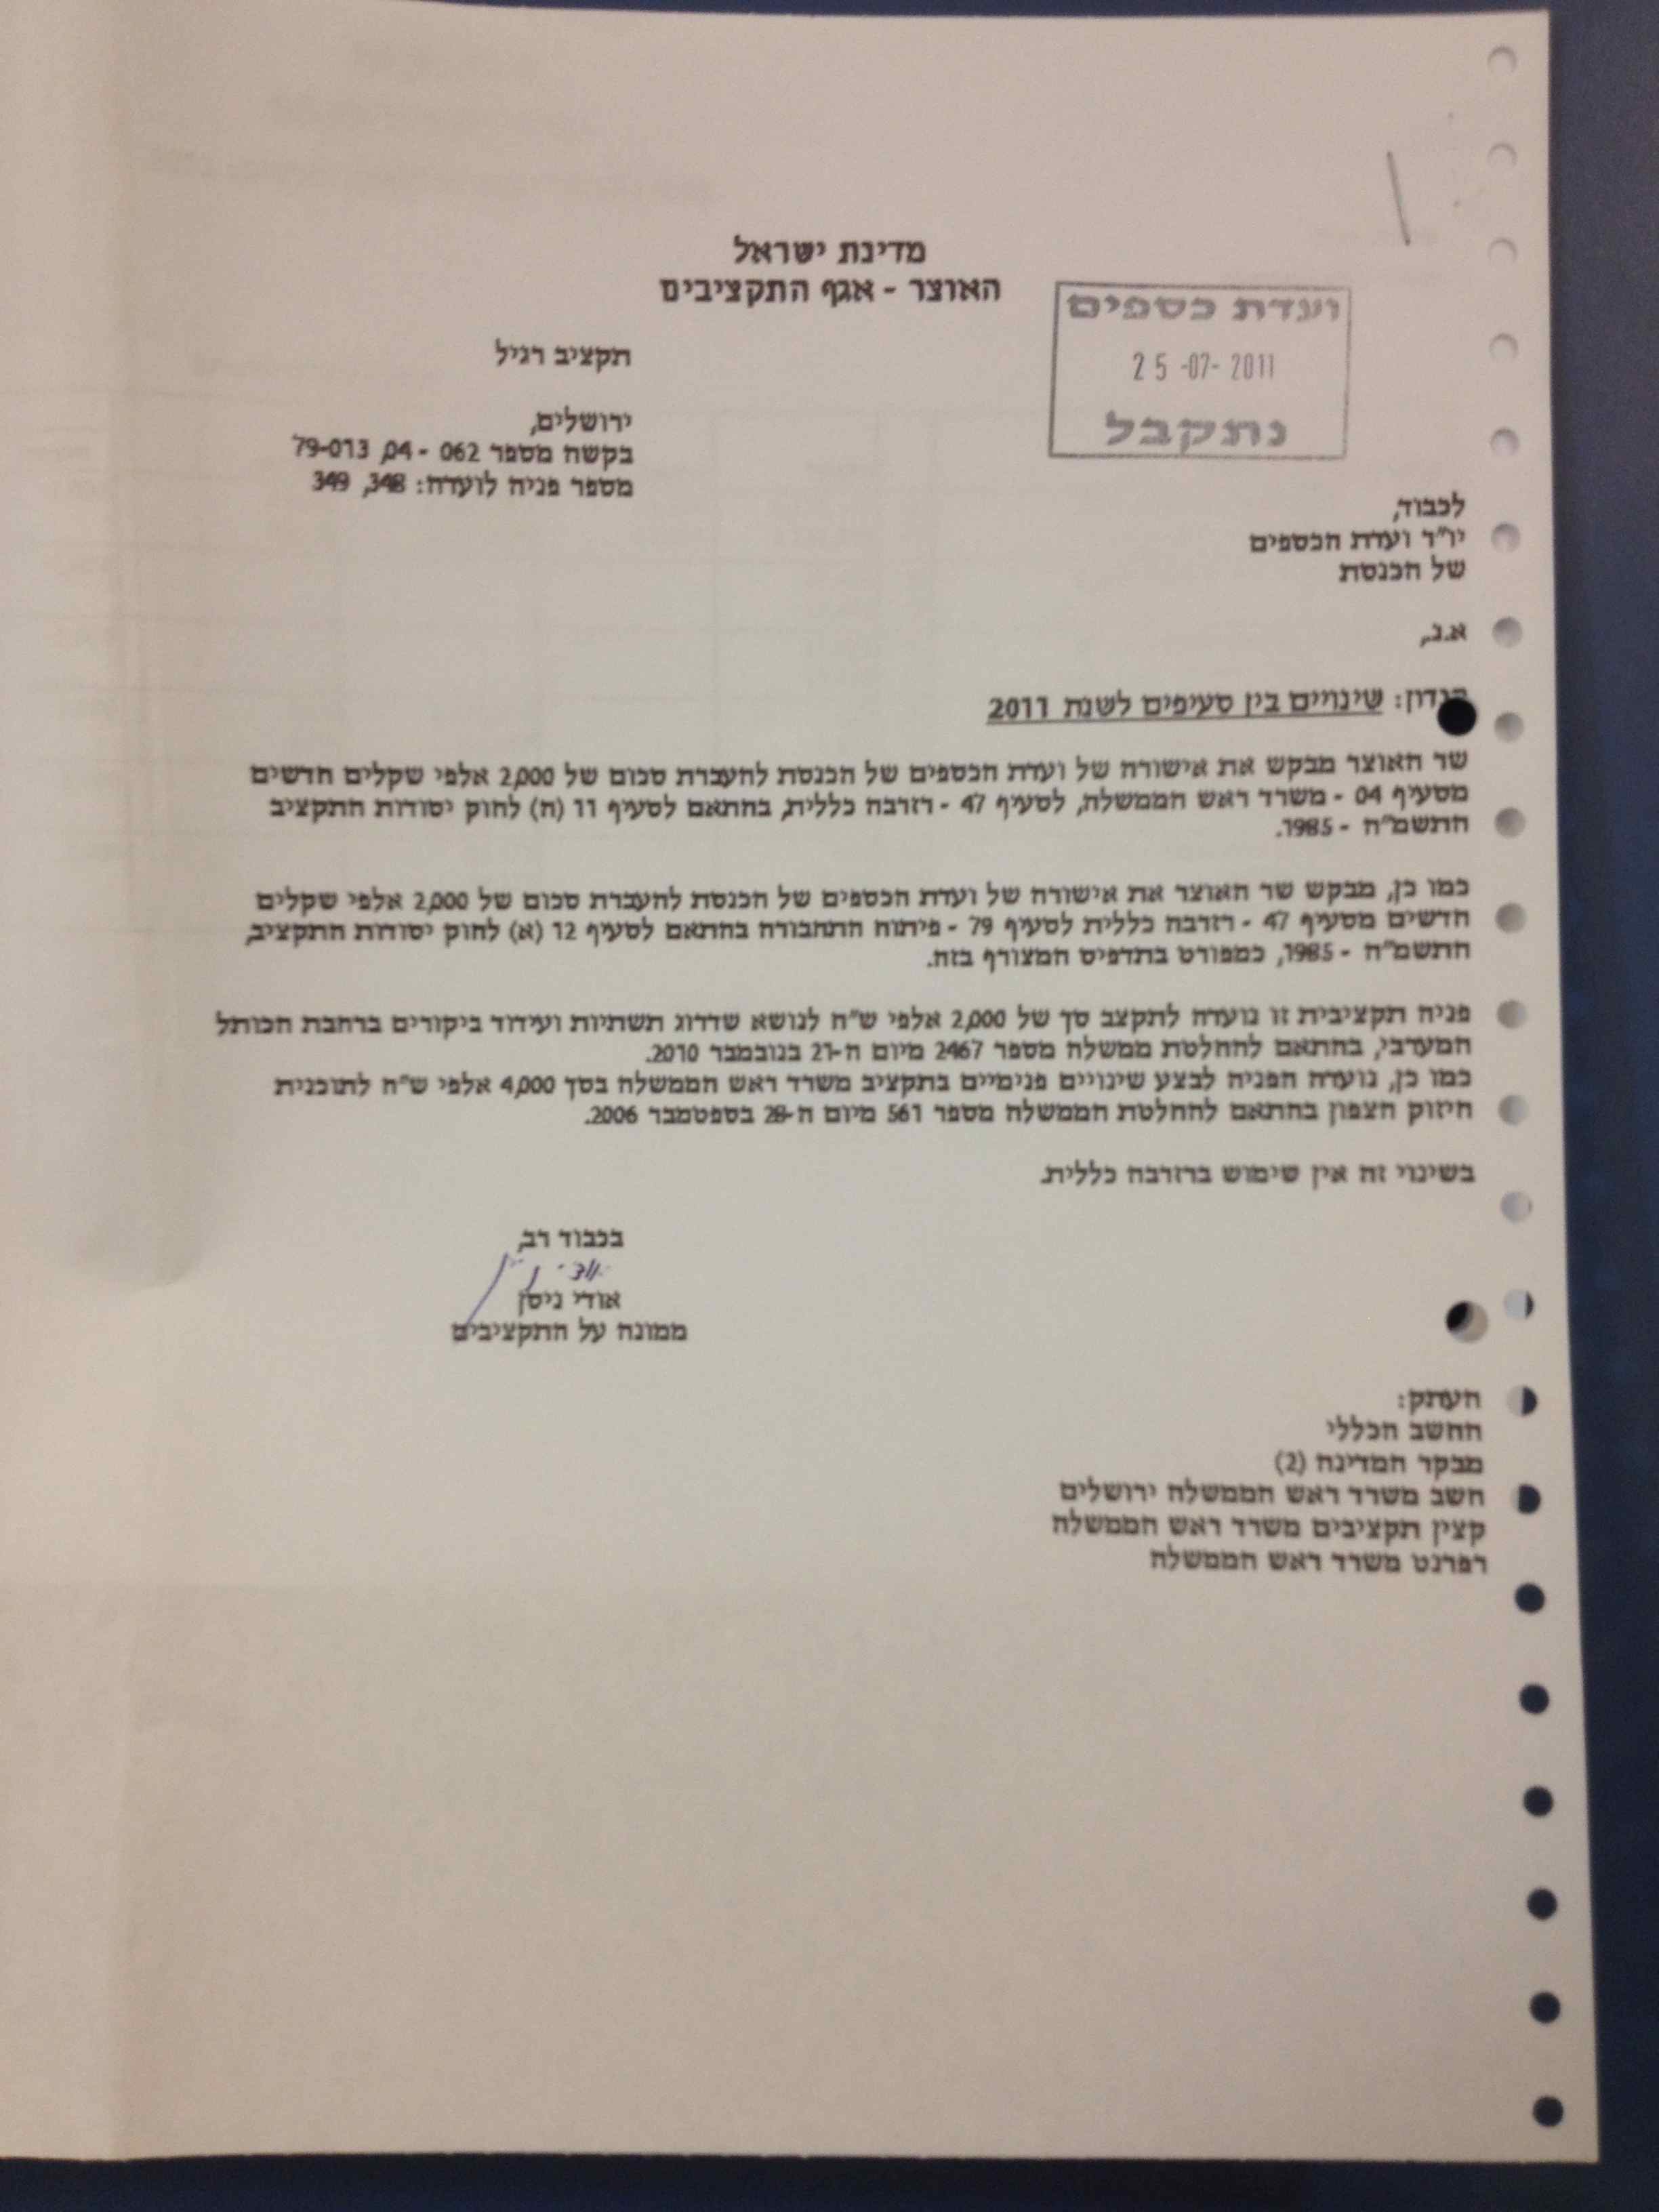 מדינת ישראל
האוצר - אגף התקציבים
ועדת כספים
25-07-2011
נתקבל
תקציב רגיל
ירושלים,
בקשה מספר 062 - 04, 79-013
מספר פניה לועדה: 348, 349
לכבוד,
יו"ר ועדת הכספים
של הכנסת
א.נ.,
הנדון: שינויים בין סעיפים לשנת 2011
שר האוצר מבקש את אישורה של ועדת הכספים של הכנסת להעברת סכום של 2,000 אלפי שקלים חדשים
מסעיף 04 - משרד ראש הממשלה, לסעיף 47 - רזרבה כללית, בהתאם לסעיף 11 (ח) לחוק יסודות התקציב
התשמ"ה - 1985.
כמו כן, מבקש שר האוצר את אישורה של ועדת הכספים של הכנסת להעברת סכום של 2,000 אלפי שקלים
חדשים מסעיף 47 - רזרבה כללית לסעיף 79 - פיתוח התחבורה בהתאם לסעיף 12 (א) לחוק יסודות התקציב,
התשמ"ה - 1985, כמפורט בתדפיס המצורף בזה.
פניה תקציבית זו נועדה לתקצב סך של 2,000 אלפי ש"ח לנושא שדרוג תשתיות ועידוד ביקורים ברחבת הכותל
המערבי, בהתאם להחלטת ממשלה מספר 2467 מיום ה-21 בנובמבר 2010.
כמו כן, נועדה הפניה לבצע שינויים פנימיים בתקציב משרד ראש הממשלה בסך 4,000 אלפי ש"ח לתוכנית
חיזוק הצפון בהתאם להחלטת הממשלה מספר 561 מיום ה-28 בספטמבר 2006.
בשינוי זה אין שימוש ברזרבה כללית.
בכבוד רב,
אודי ניסן
ממונה על התקציבים
העתק:
החשב הכללי
מבקר המדינה (2)
חשב משרד ראש הממשלה ירושלים
קצין תקציבים משרד ראש הממשלה
רפרנט משרד ראש הממשלה